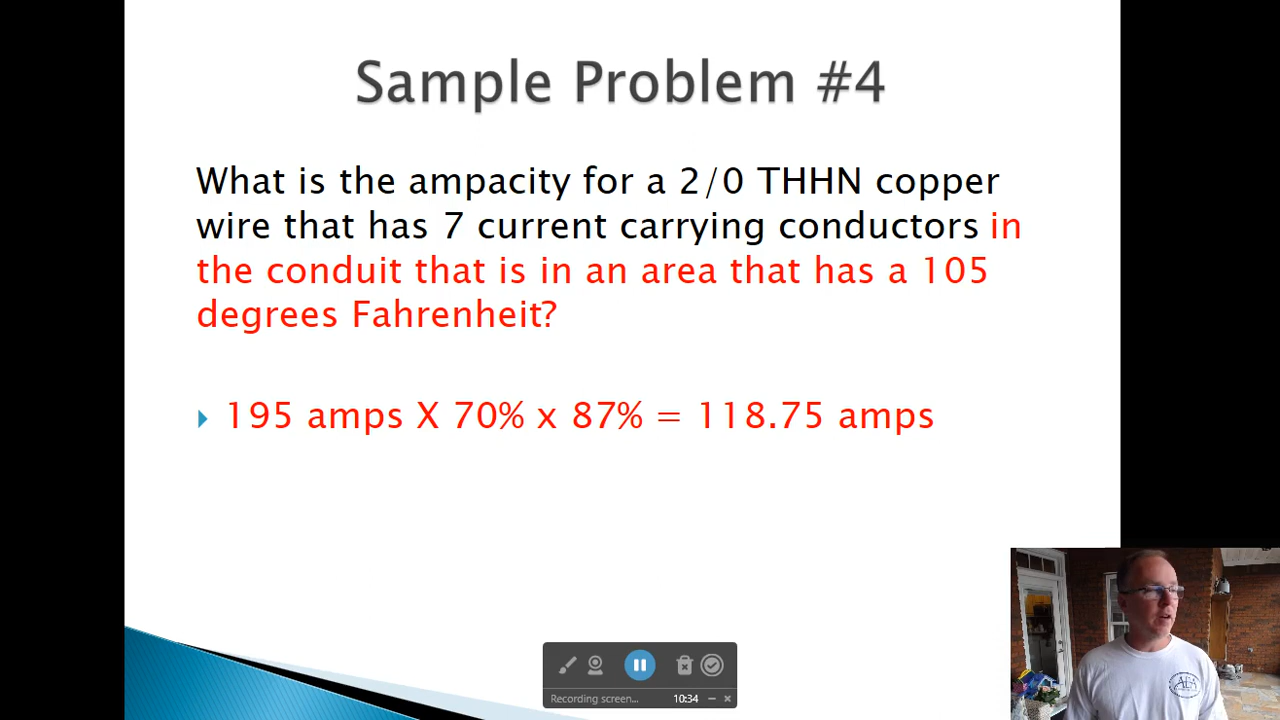 Sample Problem #4
What is the ampacity for a 2/0 THHN copper
wire that has 7 current carrying conductors in
the conduit that is in an area that has a 105
degrees Fahrenheit?
195 amps X 70% x 87% = 118.75 amps
Recording screen... 10:34